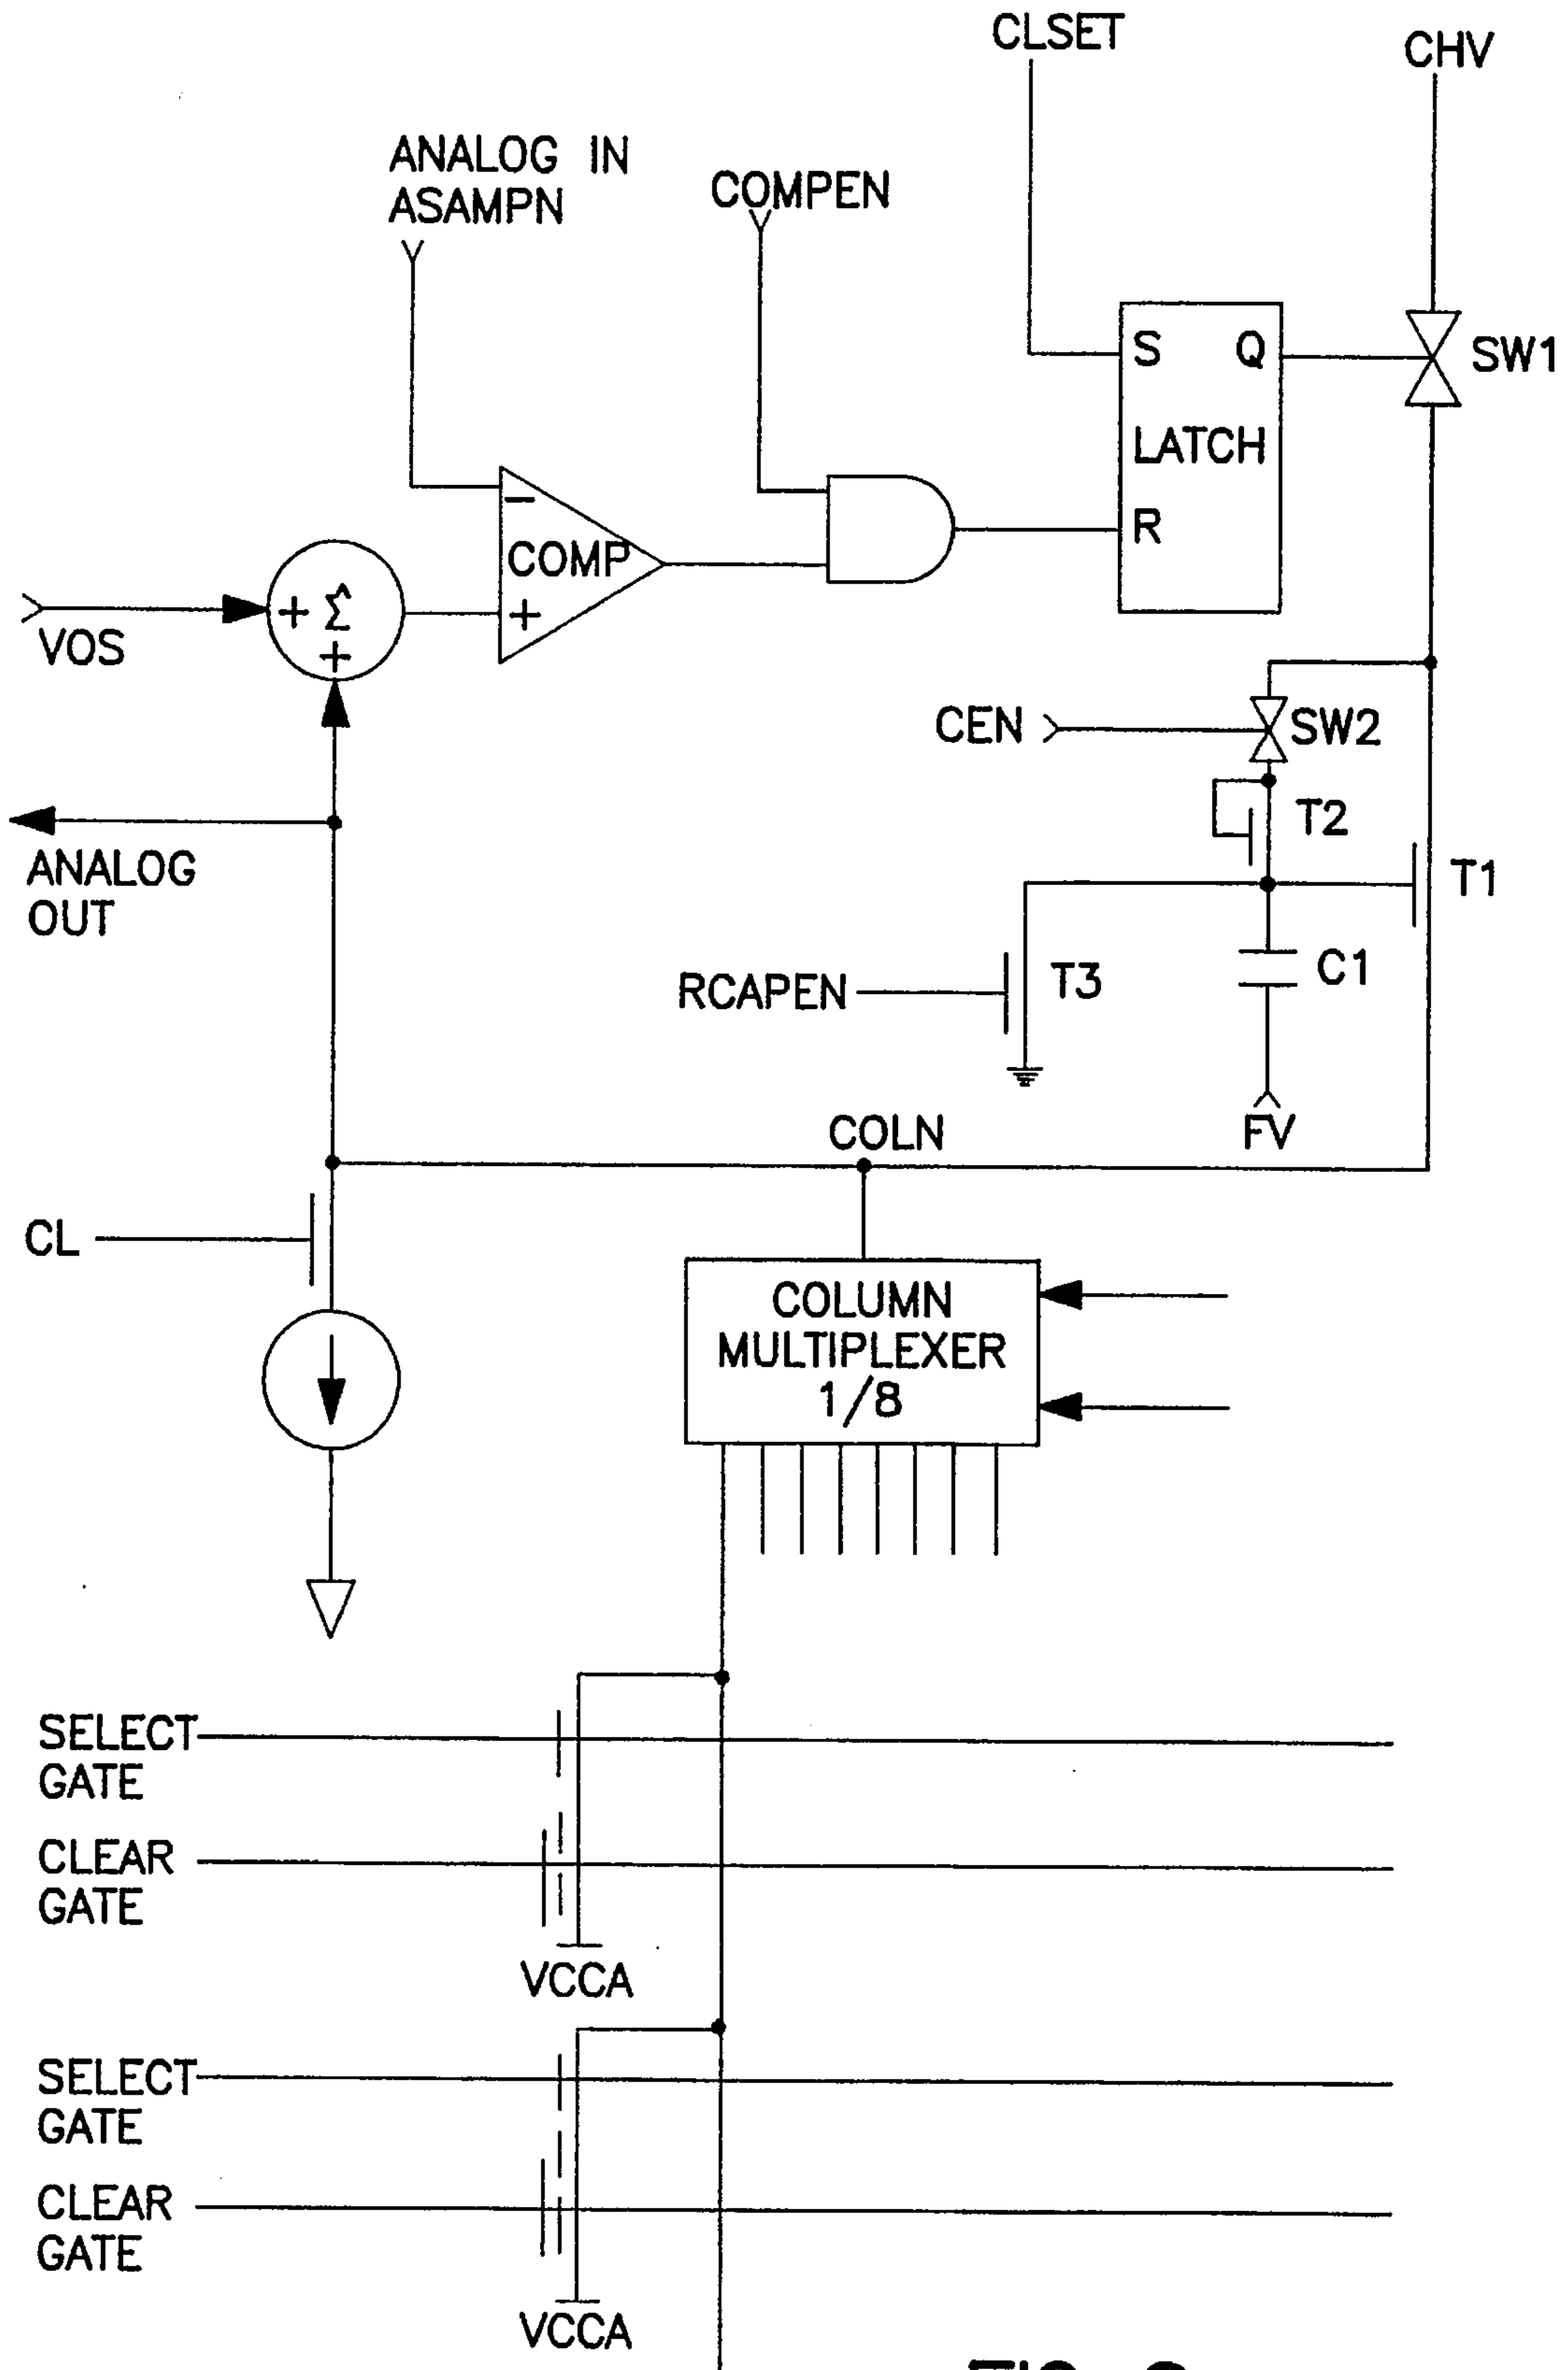 CLSET
CHV
ANALOG IN
ASAMPN
COMPEN
S Q
SW1
LATCH
R
−
COMP
+
+ Σ̂
+
VOS
CEN
SW2
T2
ANALOG
OUT
T1
RCAPEN
T3
C1
FV
COLN
CL
COLUMN
MULTIPLEXER
1/8
SELECT
GATE
CLEAR
GATE
VCCA
SELECT
GATE
CLEAR
GATE
VCCA